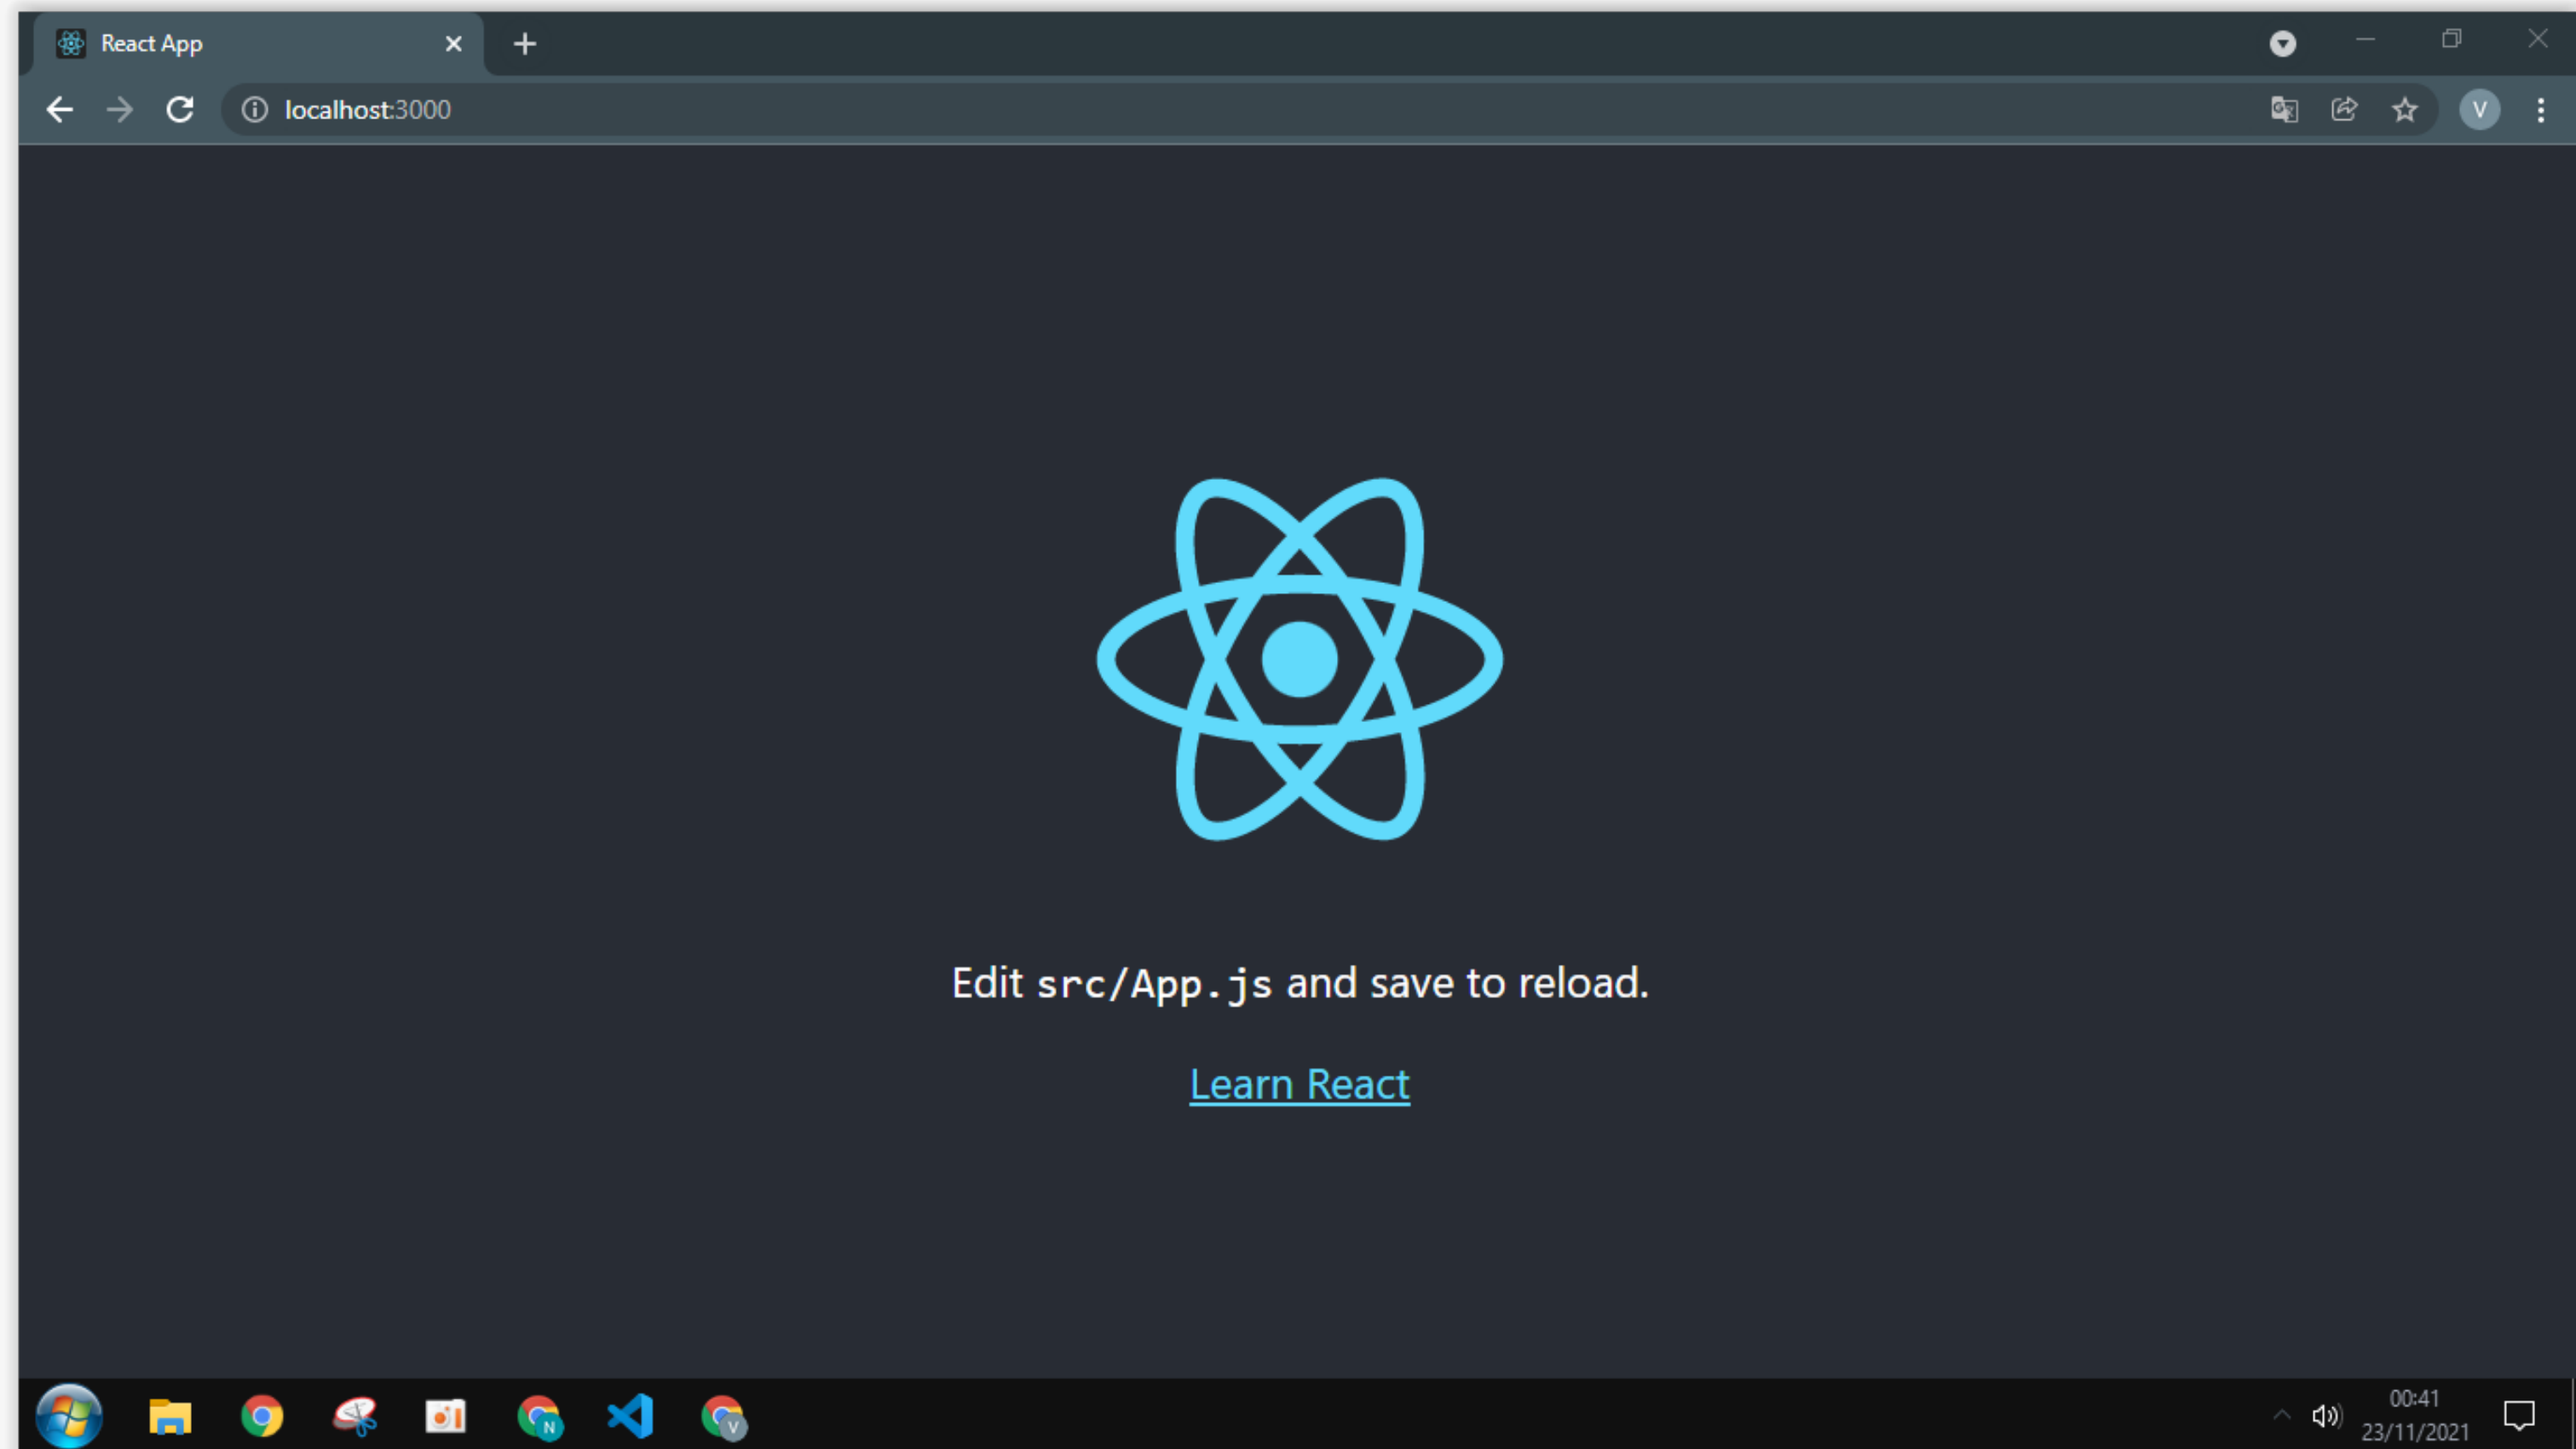 React App
localhost:3000
V
Edit src/App.js and save to reload.
Learn React
N
V
00:41
23/11/2021